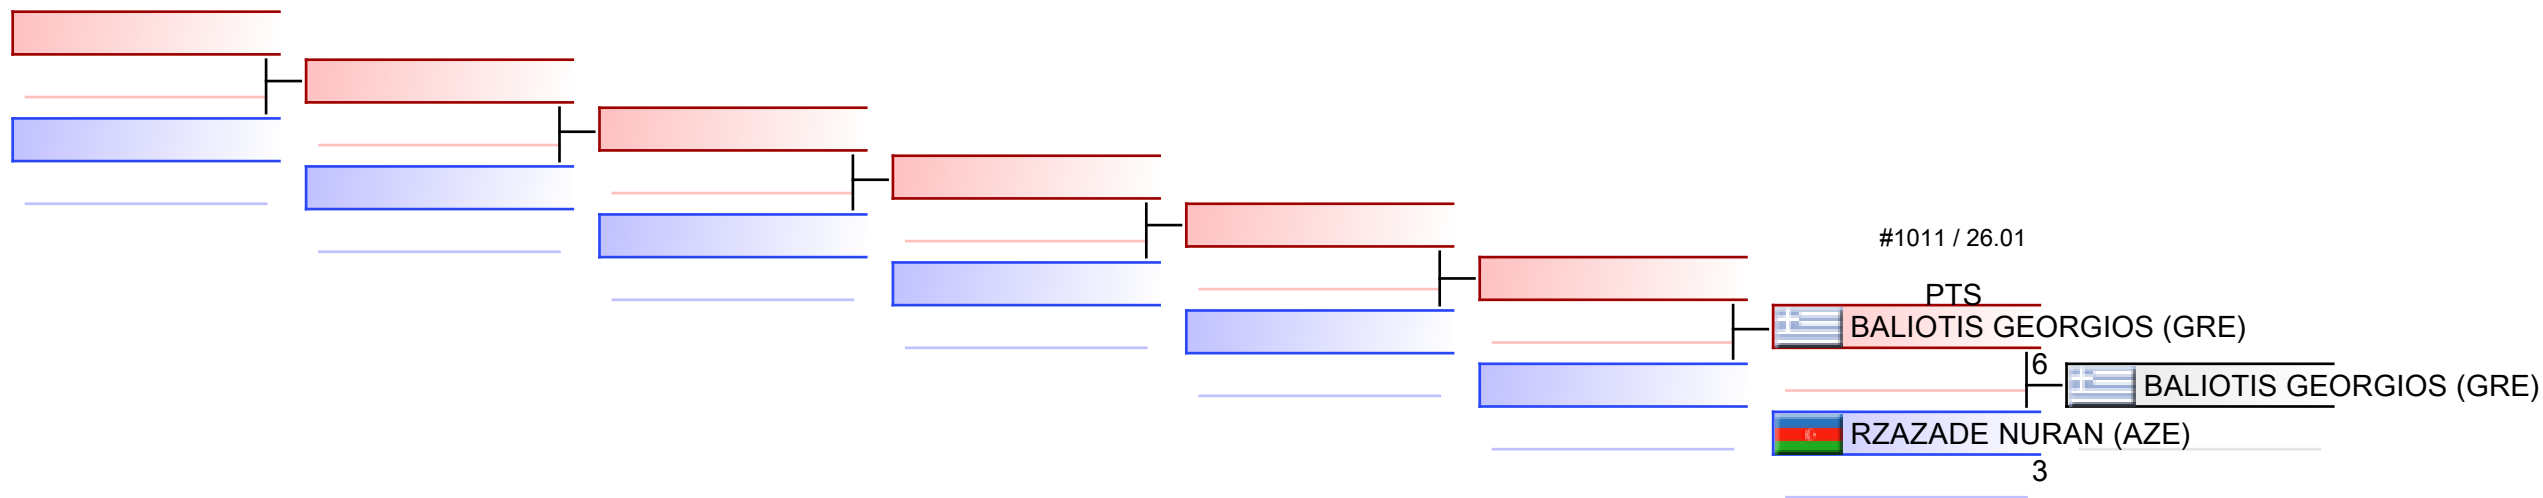 #1011 / 26.01
PTS
BALIOTIS GEORGIOS (GRE)
6
BALIOTIS GEORGIOS (GRE)
RZAZADE NURAN (AZE)
3